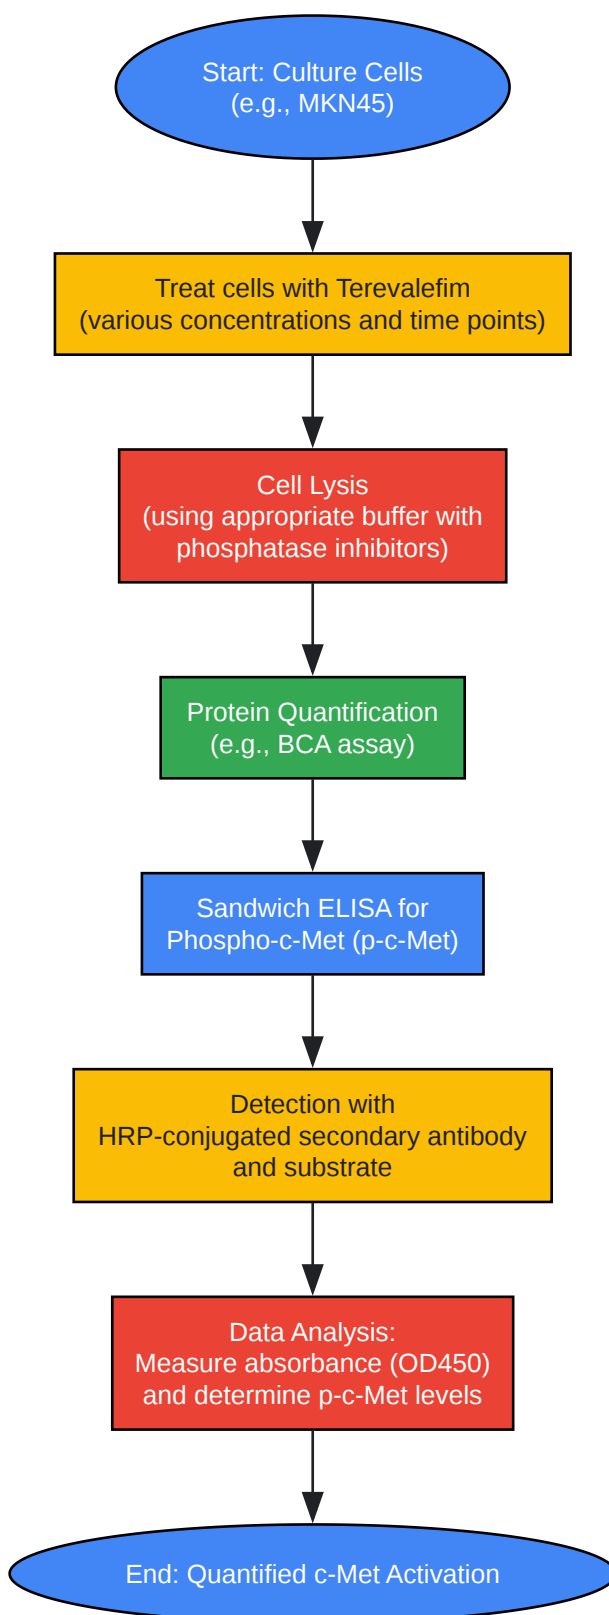 Start: Culture Cells
(e.g., MKN45)
Treat cells with Terevalefim
(various concentrations and time points)
Cell Lysis
(using appropriate buffer with
phosphatase inhibitors)
Protein Quantification
(e.g., BCA assay)
Sandwich ELISA for
Phospho-c-Met (p-c-Met)
Detection with
HRP-conjugated secondary antibody
and substrate
Data Analysis:
Measure absorbance (OD450)
and determine p-c-Met levels
End: Quantified c-Met Activation